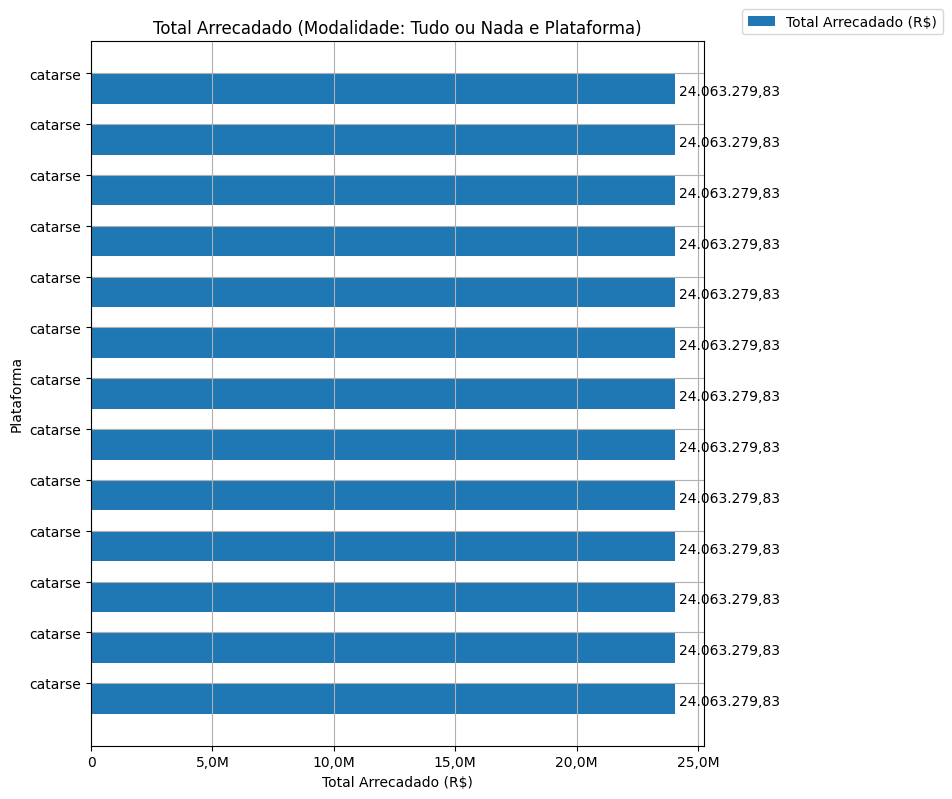 Total Arrecadado (Modalidade: Tudo ou Nada e Plataforma)
Total Arrecadado (R$)
catarse 24.063.279,83
catarse 24.063.279,83
catarse 24.063.279,83
catarse 24.063.279,83
catarse 24.063.279,83
catarse 24.063.279,83
catarse 24.063.279,83
catarse 24.063.279,83
catarse 24.063.279,83
catarse 24.063.279,83
catarse 24.063.279,83
catarse 24.063.279,83
catarse 24.063.279,83
Plataforma
0 5,0M 10,0M 15,0M 20,0M 25,0M
Total Arrecadado (R$)